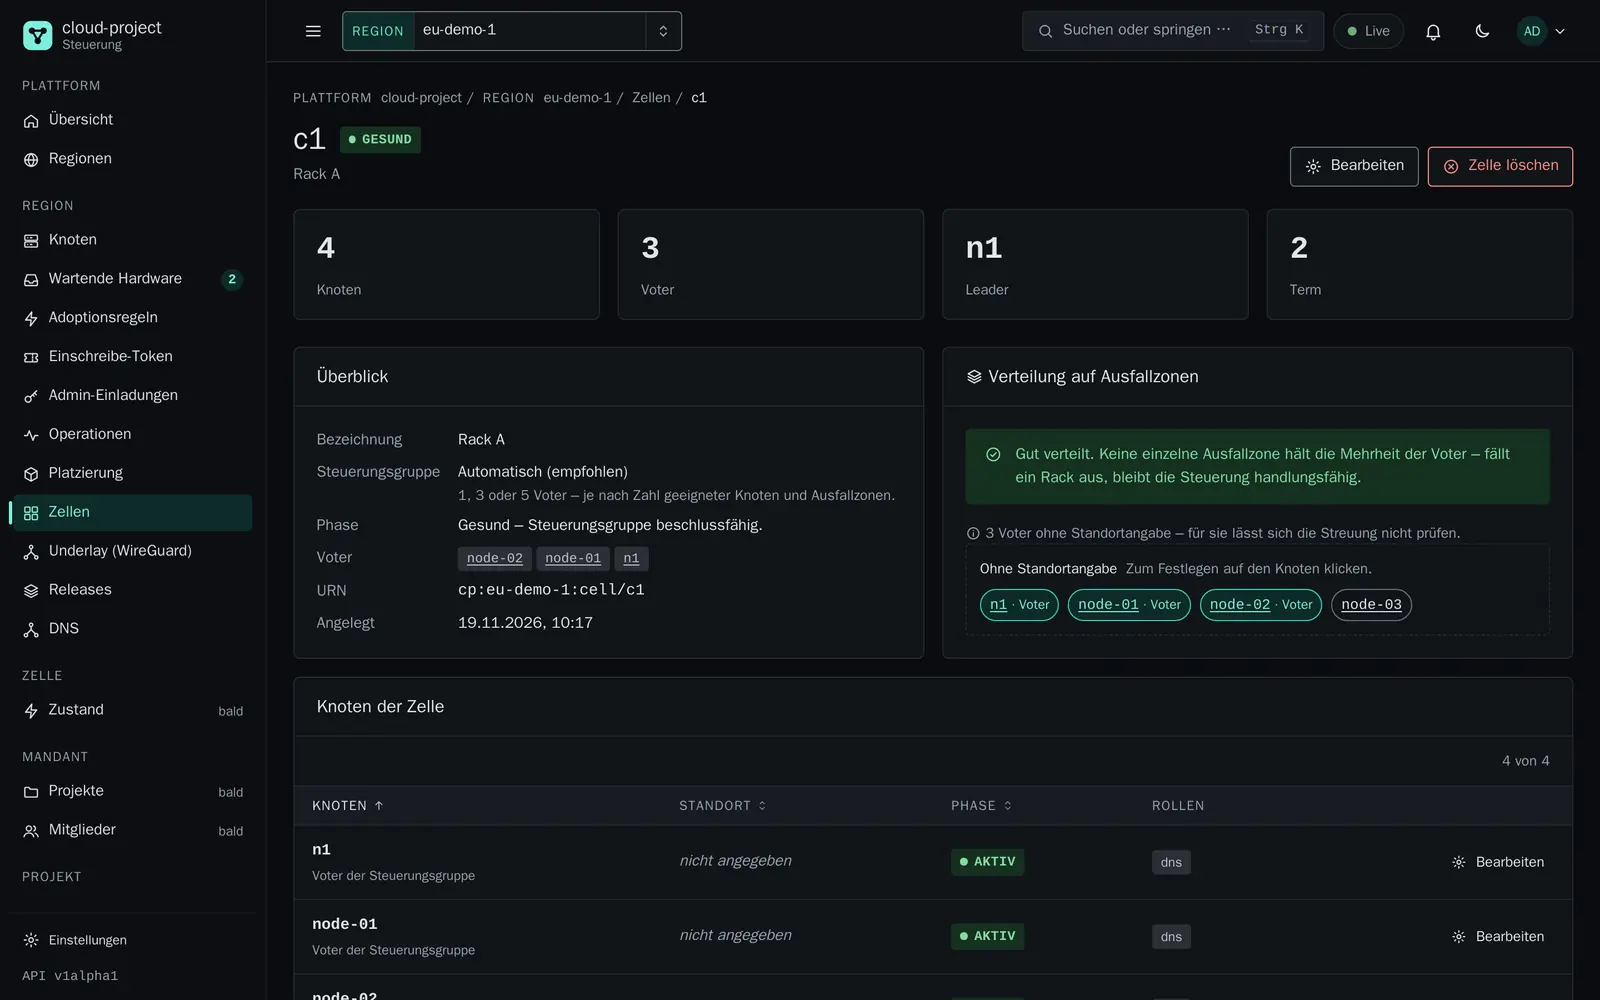 cloud-project
Steuerung
PLATTFORM
Übersicht
Regionen
REGION
Knoten
Wartende Hardware 2
Adoptionsregeln
Einschreibe-Token
Admin-Einladungen
Operationen
Platzierung
Zellen
Underlay (WireGuard)
Releases
DNS
ZELLE
Zustand bald
MANDANT
Projekte bald
Mitglieder bald
PROJEKT
Einstellungen
API v1alpha1
REGION eu-demo-1
Suchen oder springen ··· Strg K
Live
AD
PLATTFORM cloud-project / REGION eu-demo-1 / Zellen / c1
c1 GESUND
Rack A
Bearbeiten
Zelle löschen
4
Knoten
3
Voter
n1
Leader
2
Term
Überblick
Bezeichnung Rack A
Steuerungsgruppe Automatisch (empfohlen)
1, 3 oder 5 Voter – je nach Zahl geeigneter Knoten und Ausfallzonen.
Phase Gesund – Steuerungsgruppe beschlussfähig.
Voter node-02 node-01 n1
URN cp:eu-demo-1:cell/c1
Angelegt 19.11.2026, 10:17
Verteilung auf Ausfallzonen
Gut verteilt. Keine einzelne Ausfallzone hält die Mehrheit der Voter – fällt
ein Rack aus, bleibt die Steuerung handlungsfähig.
3 Voter ohne Standortangabe – für sie lässt sich die Streuung nicht prüfen.
Ohne Standortangabe Zum Festlegen auf den Knoten klicken.
n1 · Voter node-01 · Voter node-02 · Voter node-03
Knoten der Zelle
4 von 4
KNOTEN STANDORT PHASE ROLLEN
n1
Voter der Steuerungsgruppe
nicht angegeben AKTIV dns Bearbeiten
node-01
Voter der Steuerungsgruppe
nicht angegeben AKTIV dns Bearbeiten
node-02